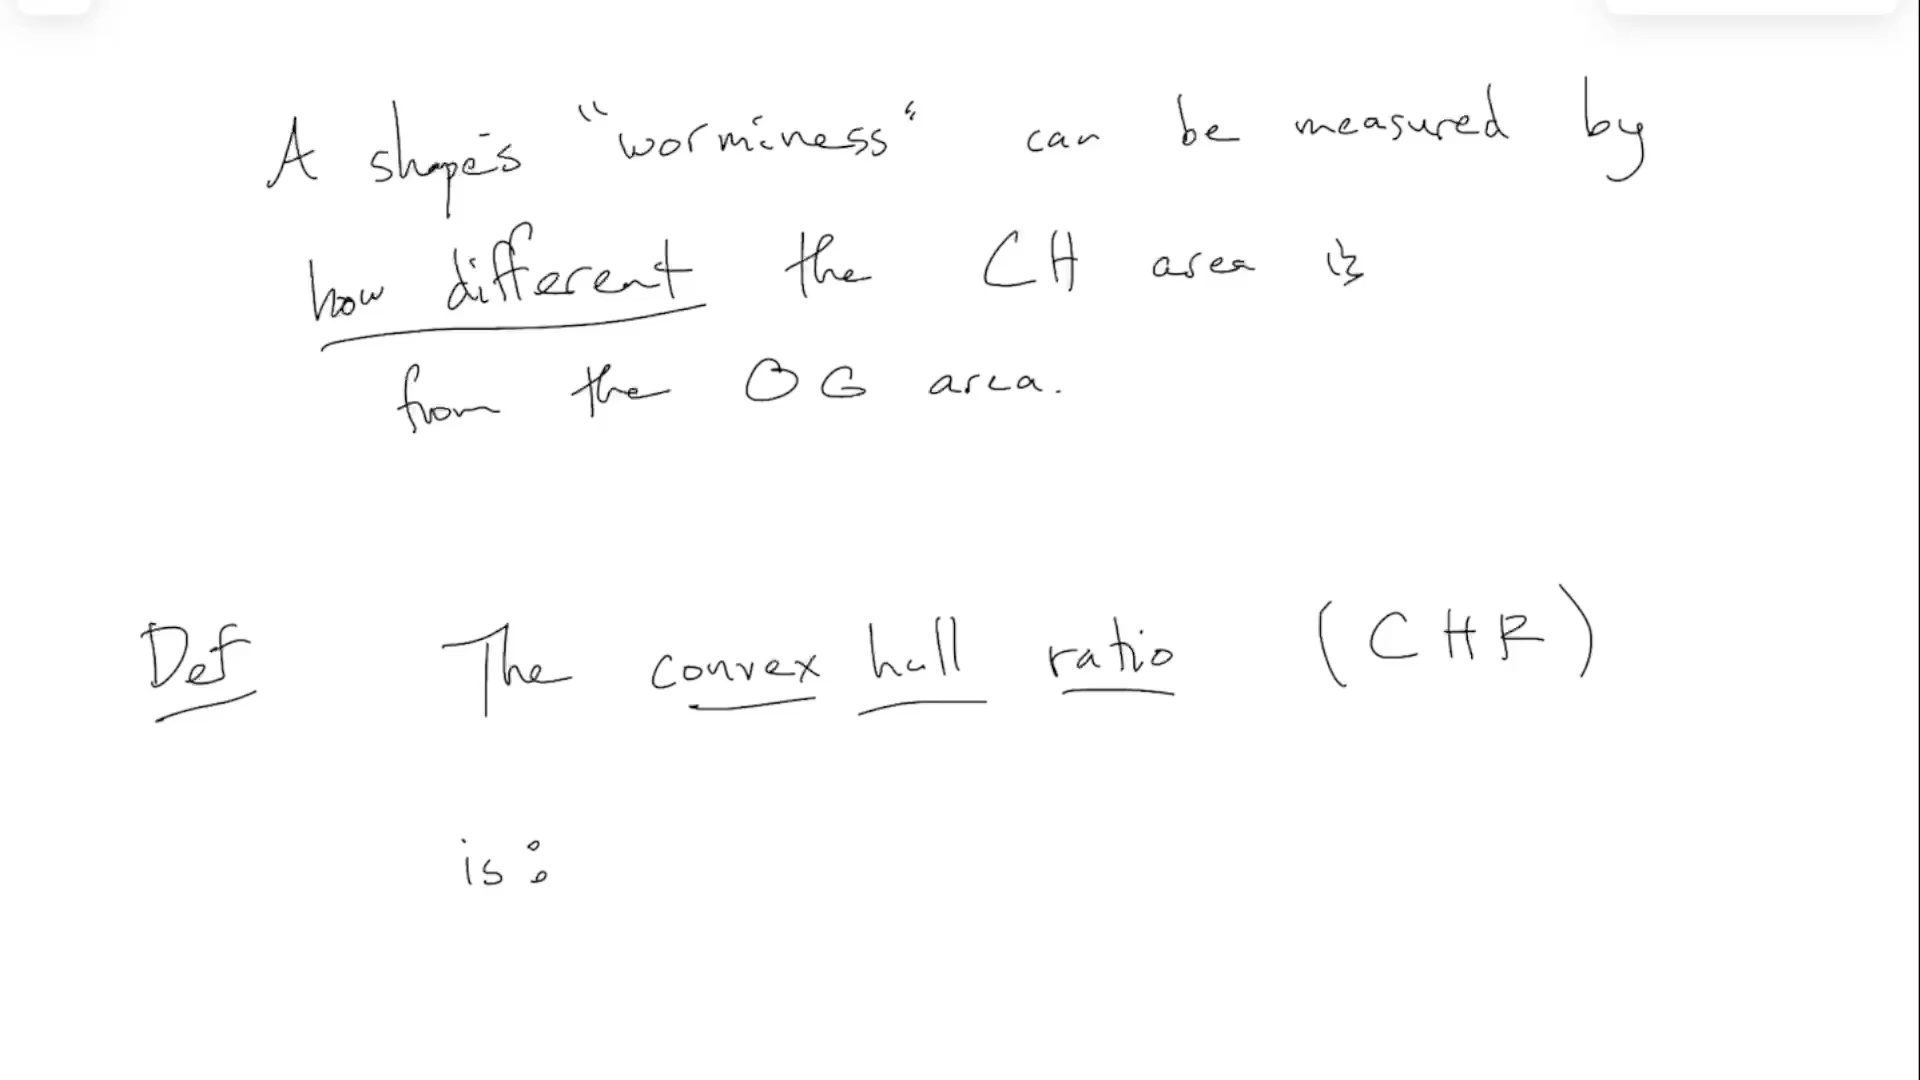 A shape's "worminess" can be measured by
how different the CH area is
from the OG area.
Def The convex hull ratio (CHR)
is: